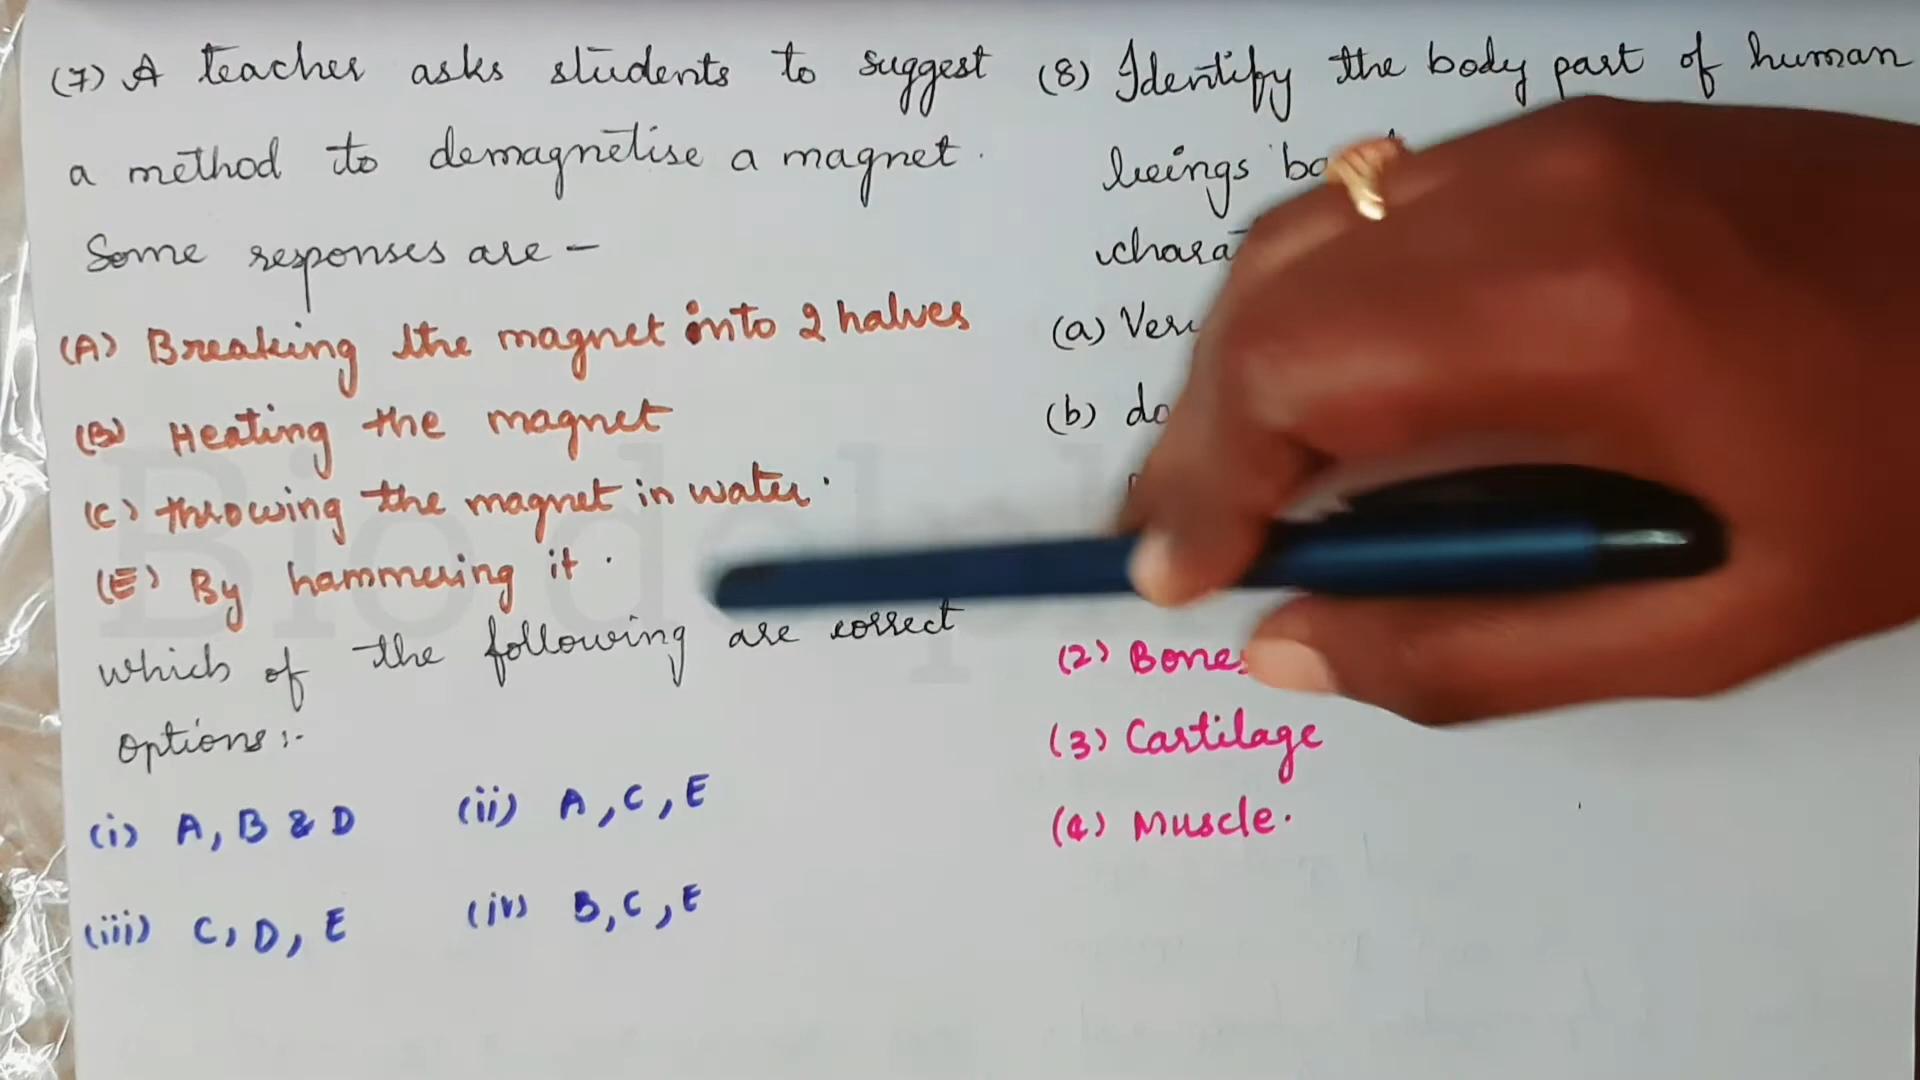 (7) A teacher asks students to suggest
a method to demagnetise a magnet.
Some responses are –
(A) Breaking the magnet into 2 halves
(B) Heating the magnet
(C) throwing the magnet in water.
(E) By hammering it.
which of the following are correct
options :-
(i) A, B & D (ii) A, C, E
(iii) C, D, E (iv) B, C, E
(8) Identify the body part of human
beings
(a)
(b)
(2) Bones
(3) Cartilage
(4) Muscle.